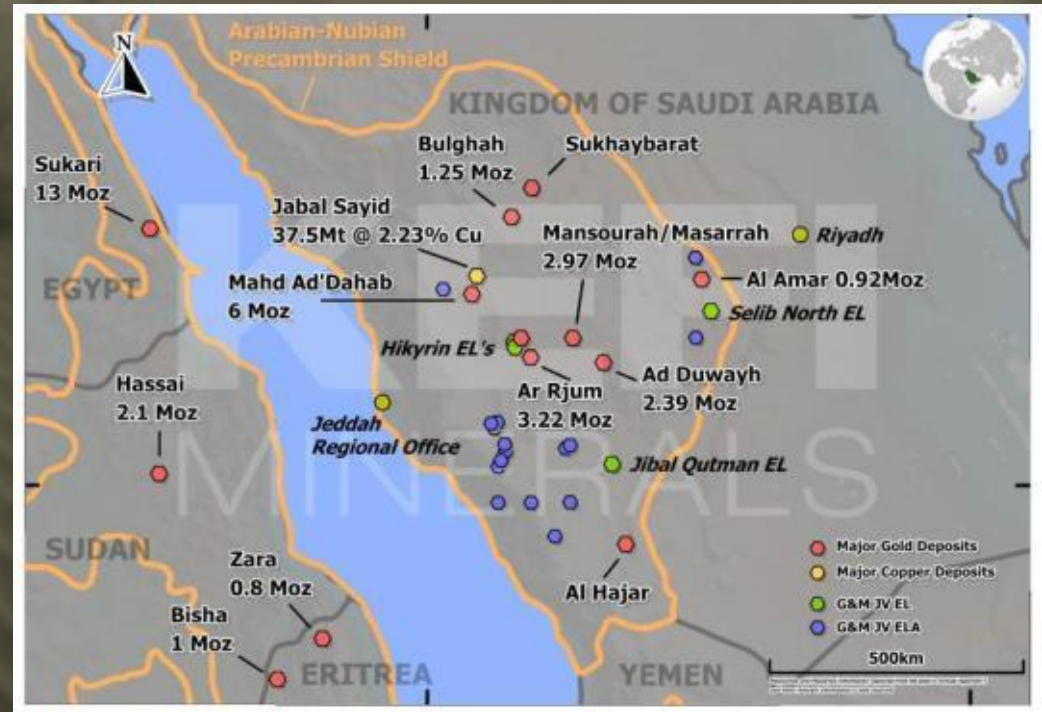 N
Arabian-Nubian
Precambrian Shield
KINGDOM OF SAUDI ARABIA
Sukari
13 Moz
Bulghah
1.25 Moz
Sukhaybarat
Jabal Sayid
37.5Mt @ 2.23% Cu
Mansourah/Masarrah
2.97 Moz
Riyadh
EGYPT
Mahd Ad'Dahab
6 Moz
Al Amar 0.92Moz
Selib North EL
KEFI
MINERALS
Hikyrin EL's
Hassai
2.1 Moz
Ar Rjum
3.22 Moz
Ad Duwayh
2.39 Moz
Jeddah
Regional Office
Jibal Qutman EL
SUDAN
Zara
0.8 Moz
Al Hajar
Bisha
1 Moz
ERITREA
YEMEN
Major Gold Deposits
Major Copper Deposits
G&M JV EL
G&M JV ELA
500km